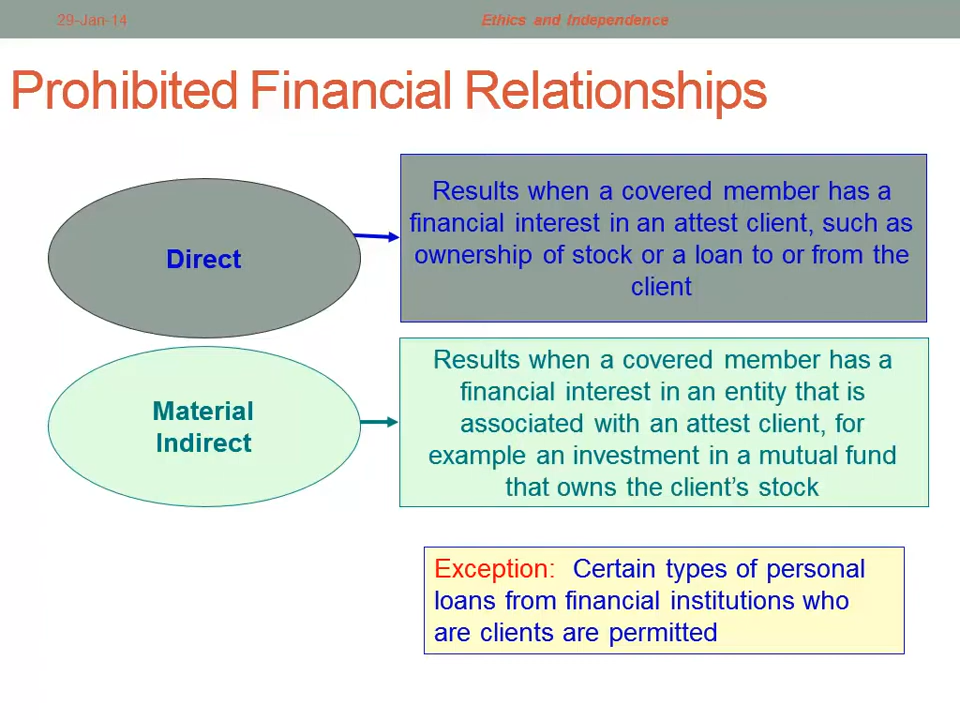 29-Jan-14
Ethics and Independence
Prohibited Financial Relationships
Direct
Results when a covered member has a
financial interest in an attest client, such as
ownership of stock or a loan to or from the
client
Material
Indirect
Results when a covered member has a
financial interest in an entity that is
associated with an attest client, for
example an investment in a mutual fund
that owns the client’s stock
Exception: Certain types of personal
loans from financial institutions who
are clients are permitted